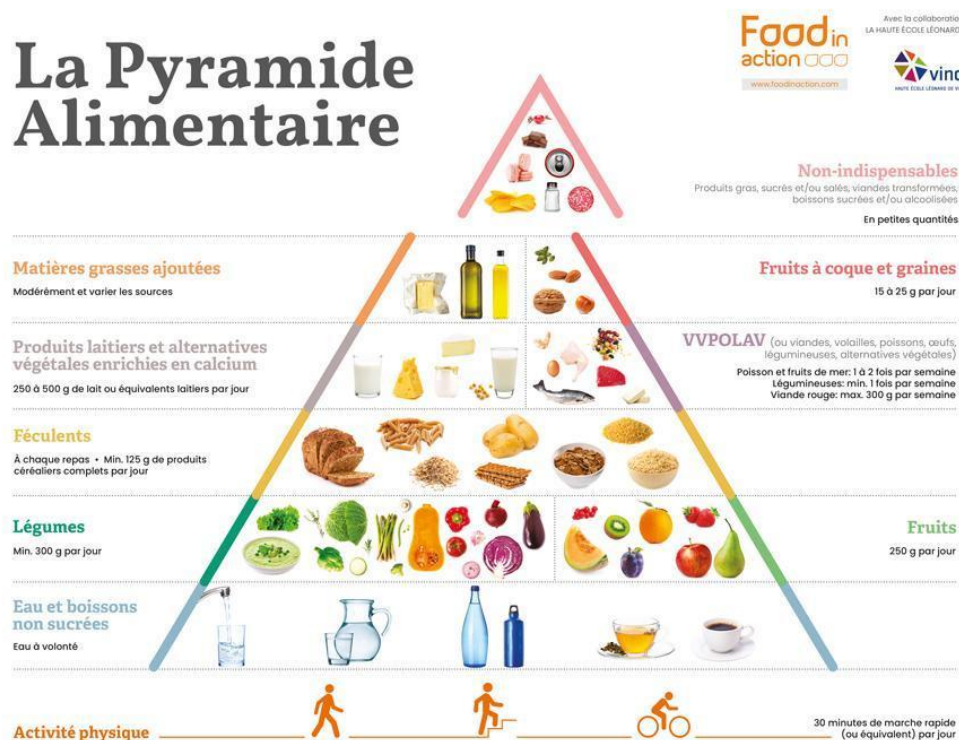 La Pyramide
Alimentaire
Food in
action
www.foodinaction.com
Avec la collaboratio
LA HAUTE ÉCOLE LÉONARD
vinc
HAUTE ÉCOLE LÉONARD DE V
Non-indispensables
Produits gras, sucrés et/ou salés, viandes transformées,
boissons sucrées et/ou alcoolisées
En petites quantités
Matières grasses ajoutées
Modérément et varier les sources
Fruits à coque et graines
15 à 25 g par jour
Produits laitiers et alternatives
végétales enrichies en calcium
250 à 500 g de lait ou équivalents laitiers par jour
VVPOLAV (ou viandes, volailles, poissons, œufs,
légumineuses, alternatives végétales)
Poisson et fruits de mer: 1 à 2 fois par semaine
Légumineuses: min. 1 fois par semaine
Viande rouge: max. 300 g par semaine
Féculents
À chaque repas • Min. 125 g de produits
céréaliers complets par jour
Légumes
Min. 300 g par jour
Fruits
250 g par jour
Eau et boissons
non sucrées
Eau à volonté
Activité physique
30 minutes de marche rapide
(ou équivalent) par jour